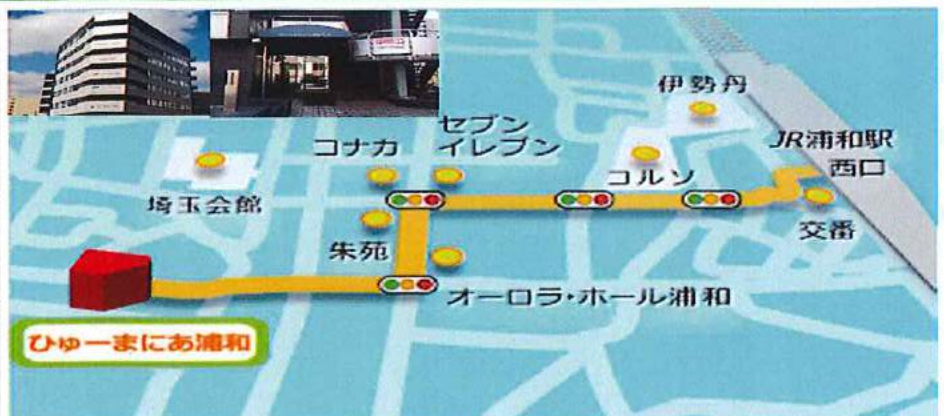 伊勢丹
セブン
イレブン
コナカ
JR浦和駅
西口
コルソ
埼玉会館
交番
朱苑
オーロラ・ホール浦和
ひゅーまにあ浦和